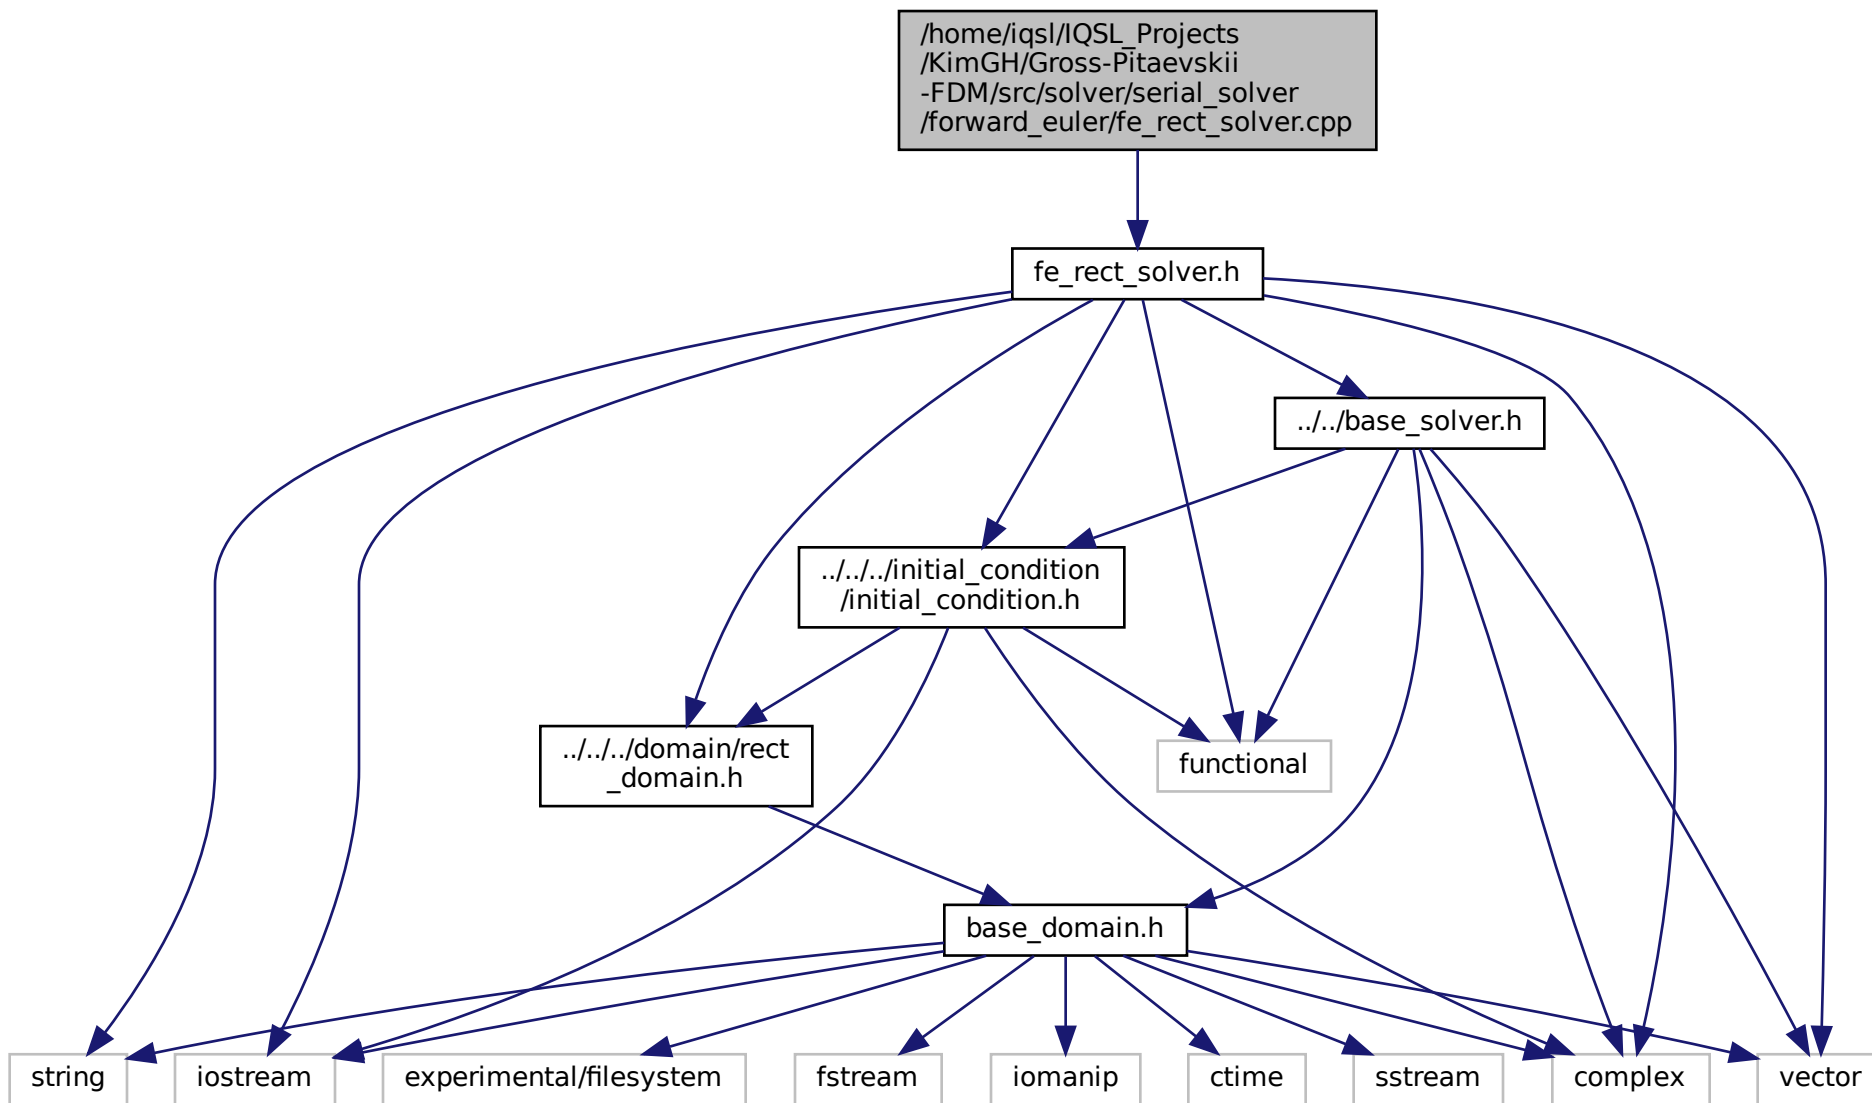 /home/iqsl/IQSL_Projects
/KimGH/Gross-Pitaevskii
-FDM/src/solver/serial_solver
/forward_euler/fe_rect_solver.cpp
fe_rect_solver.h
../../base_solver.h
../../../initial_condition
/initial_condition.h
../../../domain/rect
_domain.h
functional
base_domain.h
string
iostream
experimental/filesystem
fstream
iomanip
ctime
sstream
complex
vector